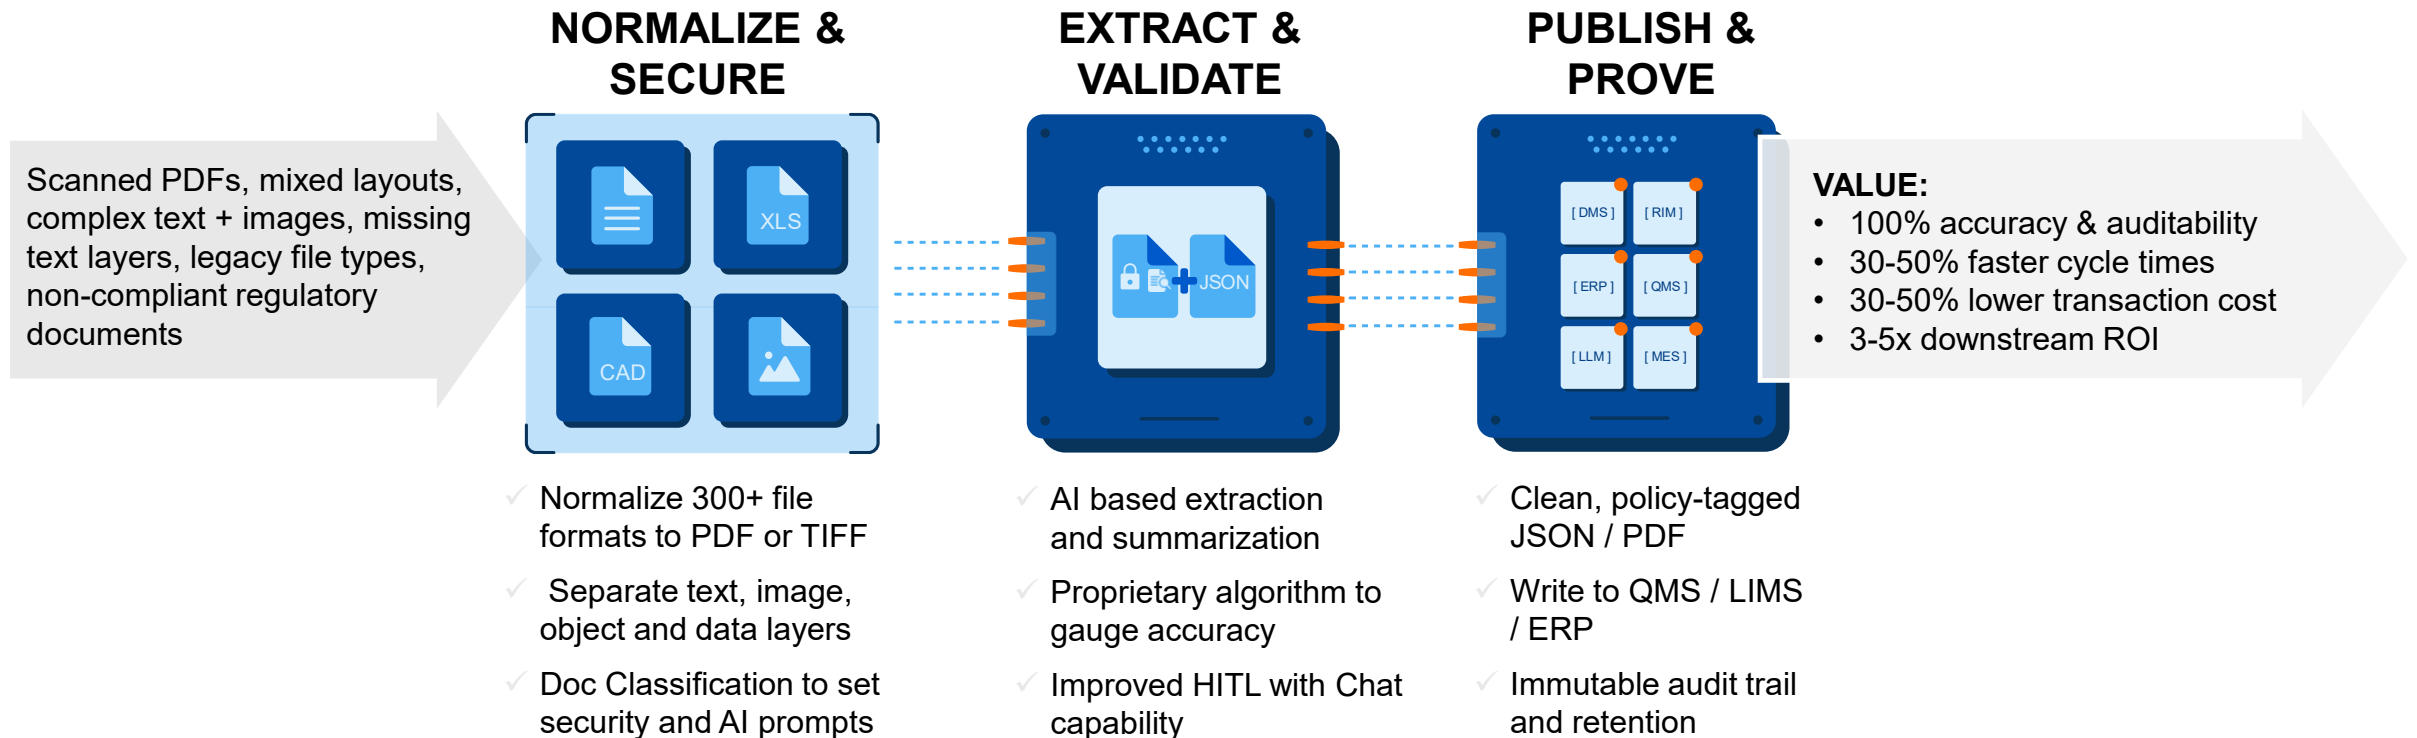 NORMALIZE &
SECURE
EXTRACT &
VALIDATE
PUBLISH &
PROVE
Scanned PDFs, mixed layouts,
complex text + images, missing
text layers, legacy file types,
non-compliant regulatory
documents
XLS
CAD
JSON
[ DMS ]
[ RIM ]
[ ERP ]
[ QMS ]
[ LLM ]
[ MES ]
VALUE:
• 100% accuracy & auditability
• 30-50% faster cycle times
• 30-50% lower transaction cost
• 3-5x downstream ROI
✓ Normalize 300+ file
formats to PDF or TIFF
✓ Separate text, image,
object and data layers
✓ Doc Classification to set
security and AI prompts
✓ AI based extraction
and summarization
✓ Proprietary algorithm to
gauge accuracy
✓ Improved HITL with Chat
capability
✓ Clean, policy-tagged
JSON / PDF
✓ Write to QMS / LIMS
/ ERP
✓ Immutable audit trail
and retention